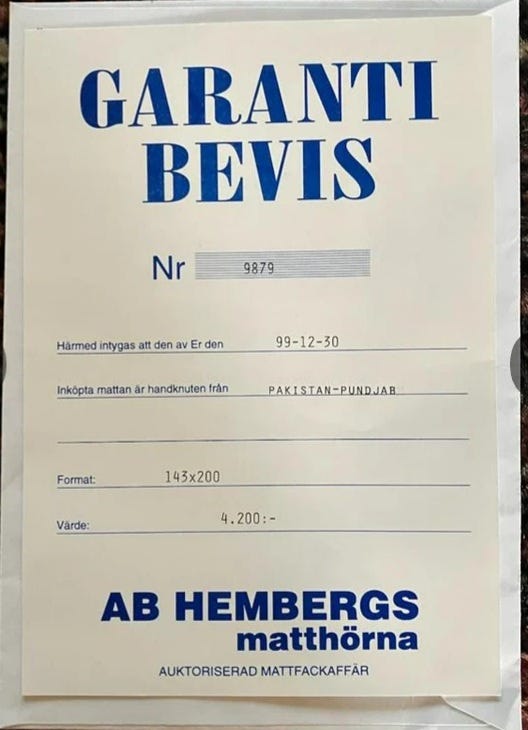 GARANTI
BEVIS
Nr 9879
Härmed intygas att den av Er den 99-12-30
Inköpta mattan är handknuten från PAKISTAN-PUNDJAB
Format: 143x200
Värde: 4.200:-
AB HEMBERGS
matthörna
AUKTORISERAD MATTFACKAFFÄR